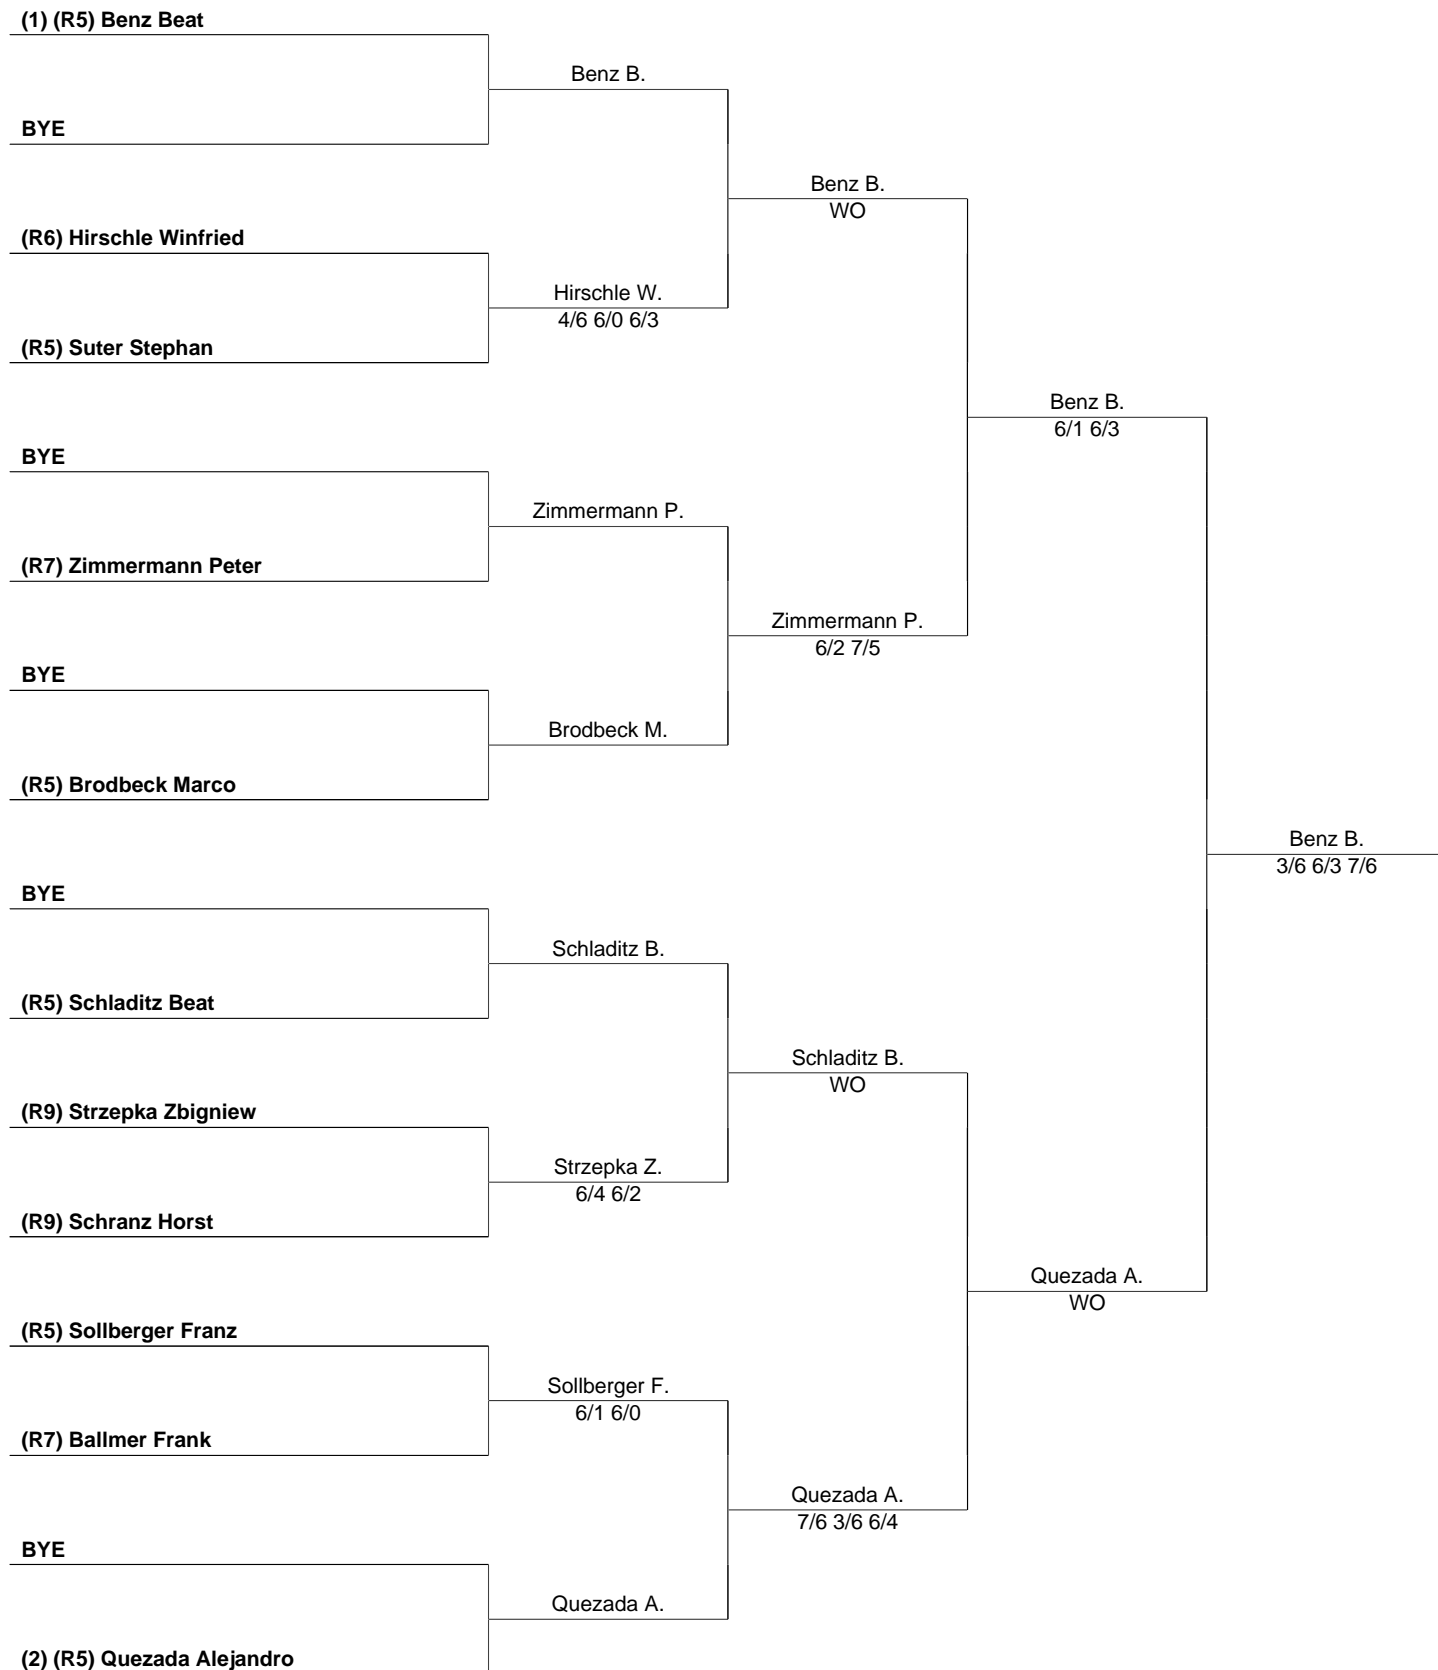 (1) (R5) Benz Beat
Benz B.
BYE
Benz B.
WO
(R6) Hirschle Winfried
Hirschle W.
4/6 6/0 6/3
(R5) Suter Stephan
Benz B.
6/1 6/3
BYE
Zimmermann P.
(R7) Zimmermann Peter
Zimmermann P.
6/2 7/5
BYE
Brodbeck M.
(R5) Brodbeck Marco
Benz B.
3/6 6/3 7/6
BYE
Schladitz B.
(R5) Schladitz Beat
Schladitz B.
WO
(R9) Strzepka Zbigniew
Strzepka Z.
6/4 6/2
(R9) Schranz Horst
Quezada A.
WO
(R5) Sollberger Franz
Sollberger F.
6/1 6/0
(R7) Ballmer Frank
Quezada A.
7/6 3/6 6/4
BYE
Quezada A.
(2) (R5) Quezada Alejandro